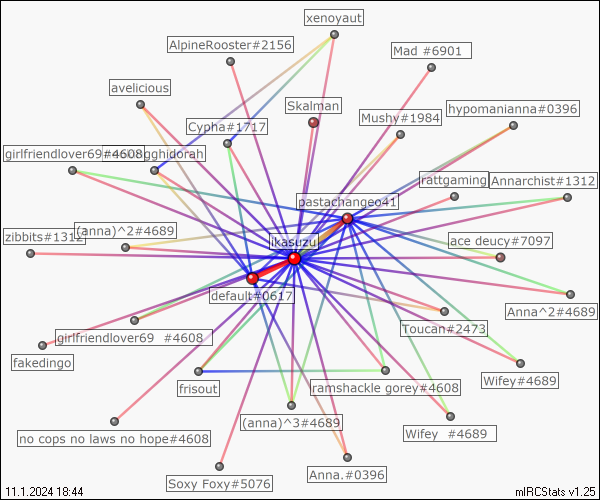 xenoyaut
AlpineRooster#2156
Mad #6901
avelicious
Skalman
hypomanianna#0396
Mushy#1984
Cypha#1717
girlfriendlover69#4608
gghidorah
rattgaming
Annarchist#1312
pastachangeo41
(anna)^2#4689
zibbits#1312
ikasuzu
ace deucy#7097
default#0617
Anna^2#4689
Toucan#2473
girlfriendlover69 #4608
fakedingo
Wifey#4689
frisout
ramshackle gorey#4608
(anna)^3#4689
Wifey #4689
no cops no laws no hope#4608
Anna.#0396
Soxy Foxy#5076
11.1.2024 18:44
mIRCStats v1.25